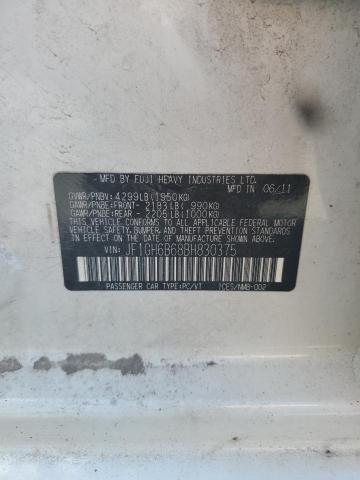 MFD BY FUJI HEAVY INDUSTRIES LTD.
MFD IN 06/11
GVWR/PNBV: 4299LB(1950KG)
GAWR/PNBE:FRONT- 2183LB( 990KG)
GAWR/PNBE:REAR - 2205LB(1000KG)
THIS VEHICLE CONFORMS TO ALL APPLICABLE
FEDERAL MOTOR
VEHICLE SAFETY, BUMPER, AND THEFT PREVENTION
STANDARDS IN EFFECT ON THE DATE OF MANUFACTURE
SHOWN ABOVE.
VIN: JF1GH6B68BH830375
PASSENGER CAR TYPE:PC/VT 1CES/NMB-002